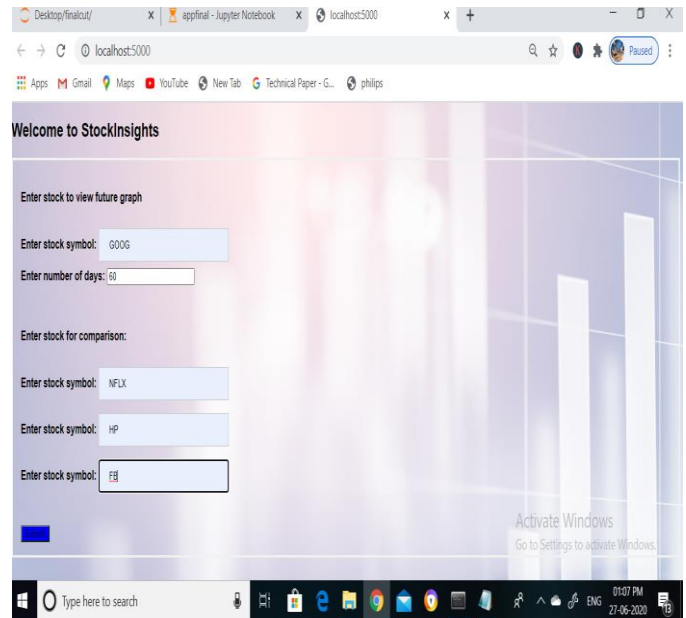 Desktop/finalcut/ X appfinal - Jupyter Notebook X localhost:5000 X +
localhost:5000 Paused
Apps Gmail Maps YouTube New Tab Technical Paper - G... philips
Welcome to StockInsights
Enter stock to view future graph
Enter stock symbol: GOOG
Enter number of days: 60
Enter stock for comparison:
Enter stock symbol: NFLX
Enter stock symbol: HP
Enter stock symbol: FB
Activate Windows
Go to Settings to activate Windows.
Type here to search ENG 01:07 PM
27-06-2020 13